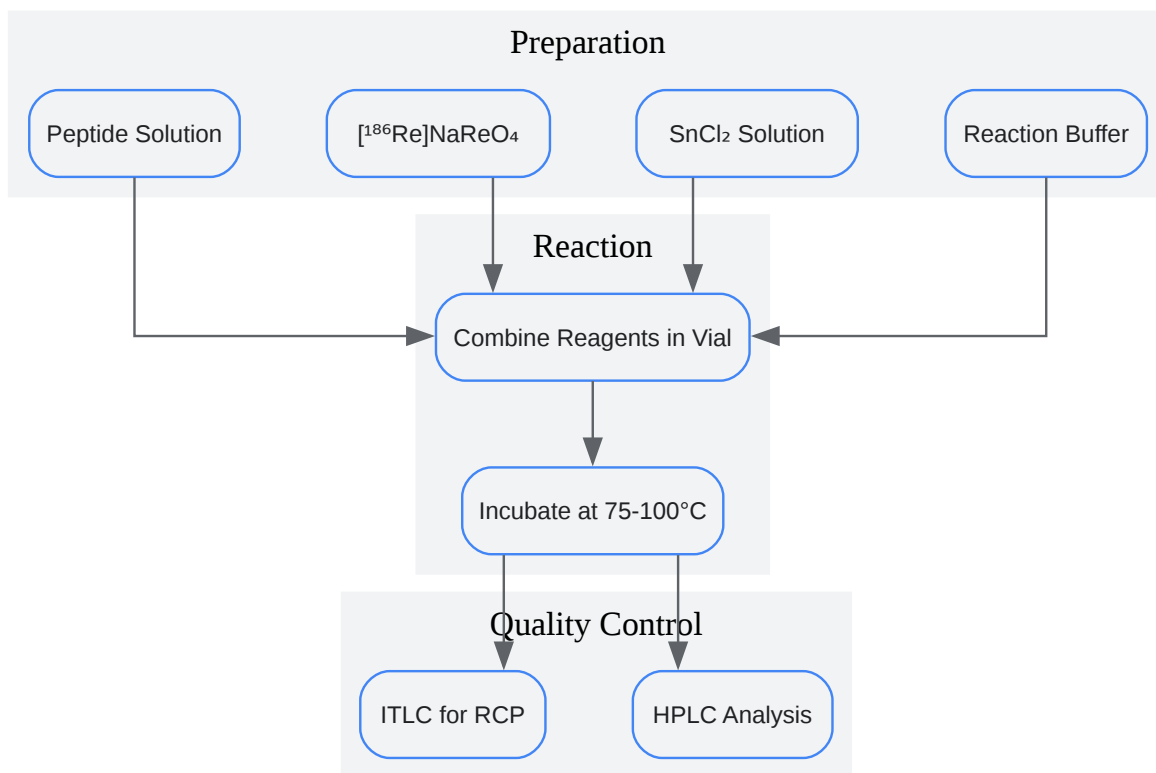 Preparation
Peptide Solution
[¹⁸⁶Re]NaReO₄
SnCl₂ Solution
Reaction Buffer
Reaction
Combine Reagents in Vial
Incubate at 75-100°C
Quality Control
ITLC for RCP
HPLC Analysis